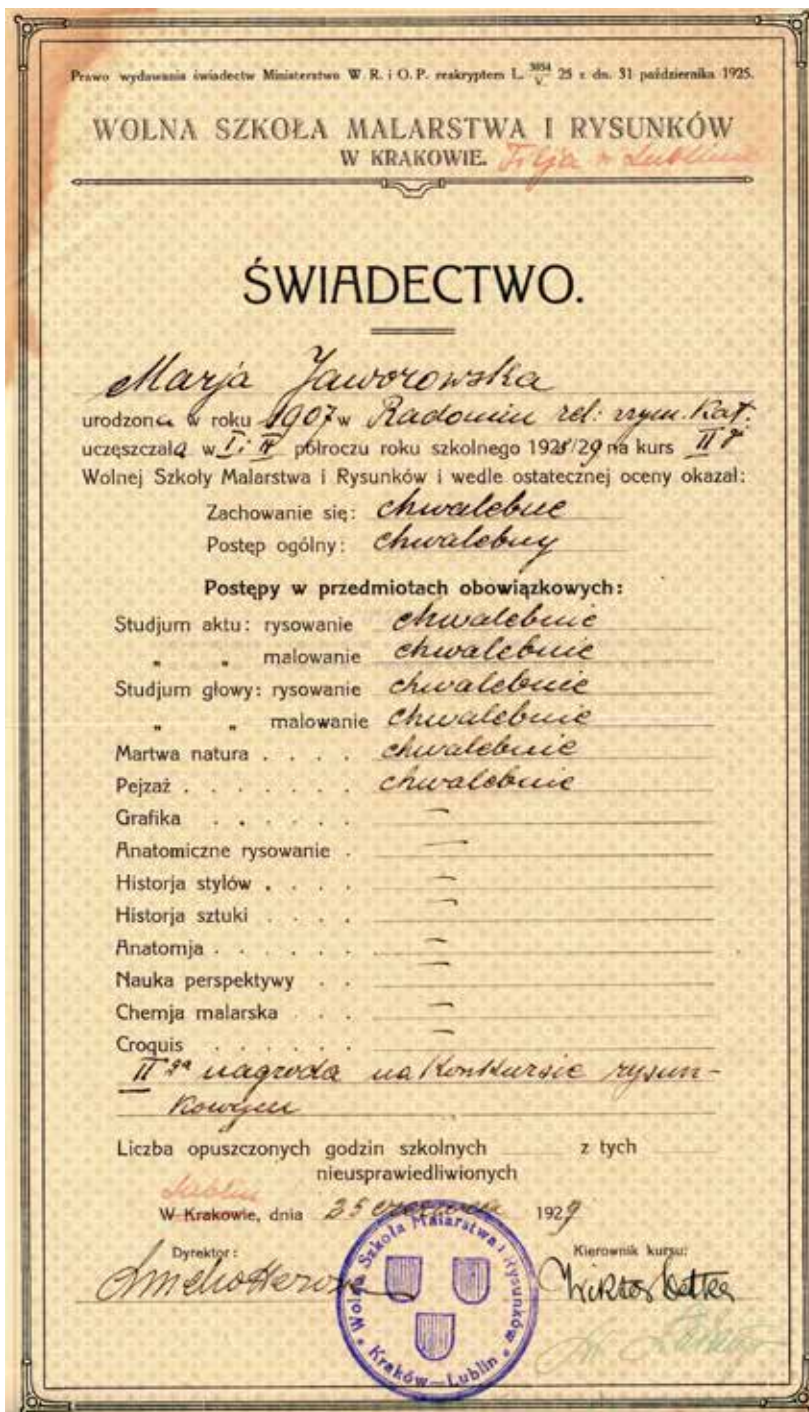 Prawo wydawania świadectw Ministerstwo W. R. i O. P. reskryptem L. 3054/V 25 z dn. 31 października 1925.
WOLNA SZKOŁA MALARSTWA I RYSUNKÓW
W KRAKOWIE. Filja w Lublinie
ŚWIADECTWO.
Marja Jaworowska
urodzona w roku 1907 w Radomiu rel: rzym. Kat:
uczęszczała w I i II półroczu roku szkolnego 1928/29 na kurs II
Wolnej Szkoły Malarstwa i Rysunków i wedle ostatecznej oceny okazał:
Zachowanie się: chwalebne
Postęp ogólny: chwalebny
Postępy w przedmiotach obowiązkowych:
Studjum aktu: rysowanie chwalebnie
„ „ malowanie chwalebnie
Studjum głowy: rysowanie chwalebnie
„ „ malowanie chwalebnie
Martwa natura . . . . chwalebnie
Pejzaż . . . . . . . chwalebnie
Grafika . . . . . . —
Anatomiczne rysowanie . —
Historja stylów . . . . —
Historja sztuki . . . . —
Anatomja . . . . . . —
Nauka perspektywy . . —
Chemja malarska . . . —
Croquis . . . . . . —
II ga nagroda na Konkursie rysun-
kowym
Liczba opuszczonych godzin szkolnych z tych
nieusprawiedliwionych
Lublin
W Krakowie, dnia 25 czerwca 1929
Dyrektor: Kierownik kursu:
Wiktor
Wolna Szkoła Malarstwa i Rysunków
Kraków—Lublin